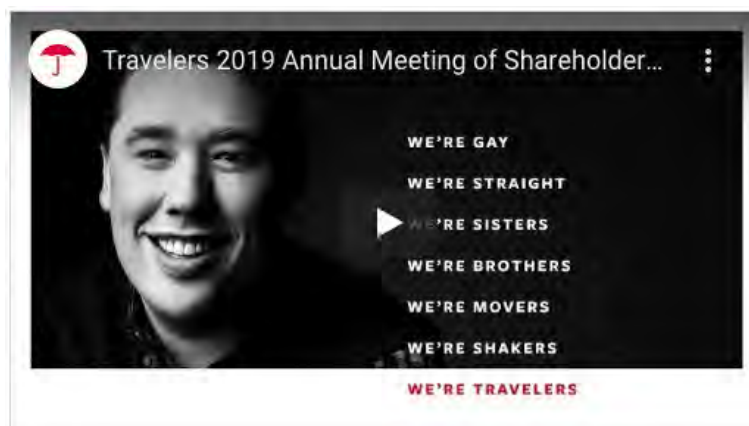 Travelers 2019 Annual Meeting of Shareholder...
WE'RE GAY
WE'RE STRAIGHT
WE'RE SISTERS
WE'RE BROTHERS
WE'RE MOVERS
WE'RE SHAKERS
WE'RE TRAVELERS